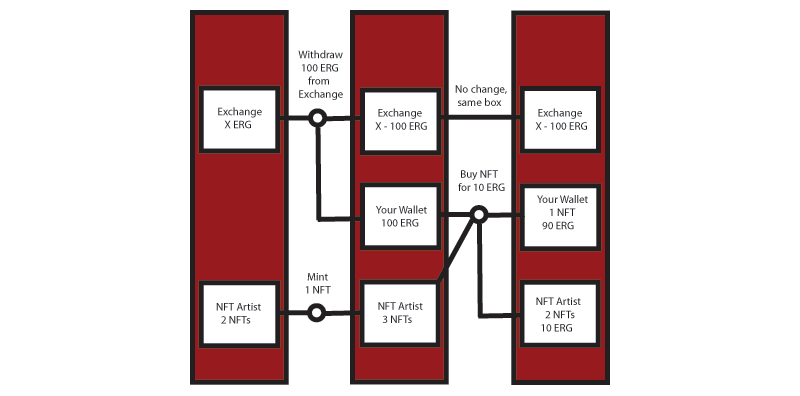 Withdraw
100 ERG
from
Exchange
Exchange
X ERG
Exchange
X - 100 ERG
No change,
same box
Exchange
X - 100 ERG
Your Wallet
100 ERG
Buy NFT
for 10 ERG
Your Wallet
1 NFT
90 ERG
Mint
1 NFT
NFT Artist
2 NFTs
NFT Artist
3 NFTs
NFT Artist
2 NFTs
10 ERG